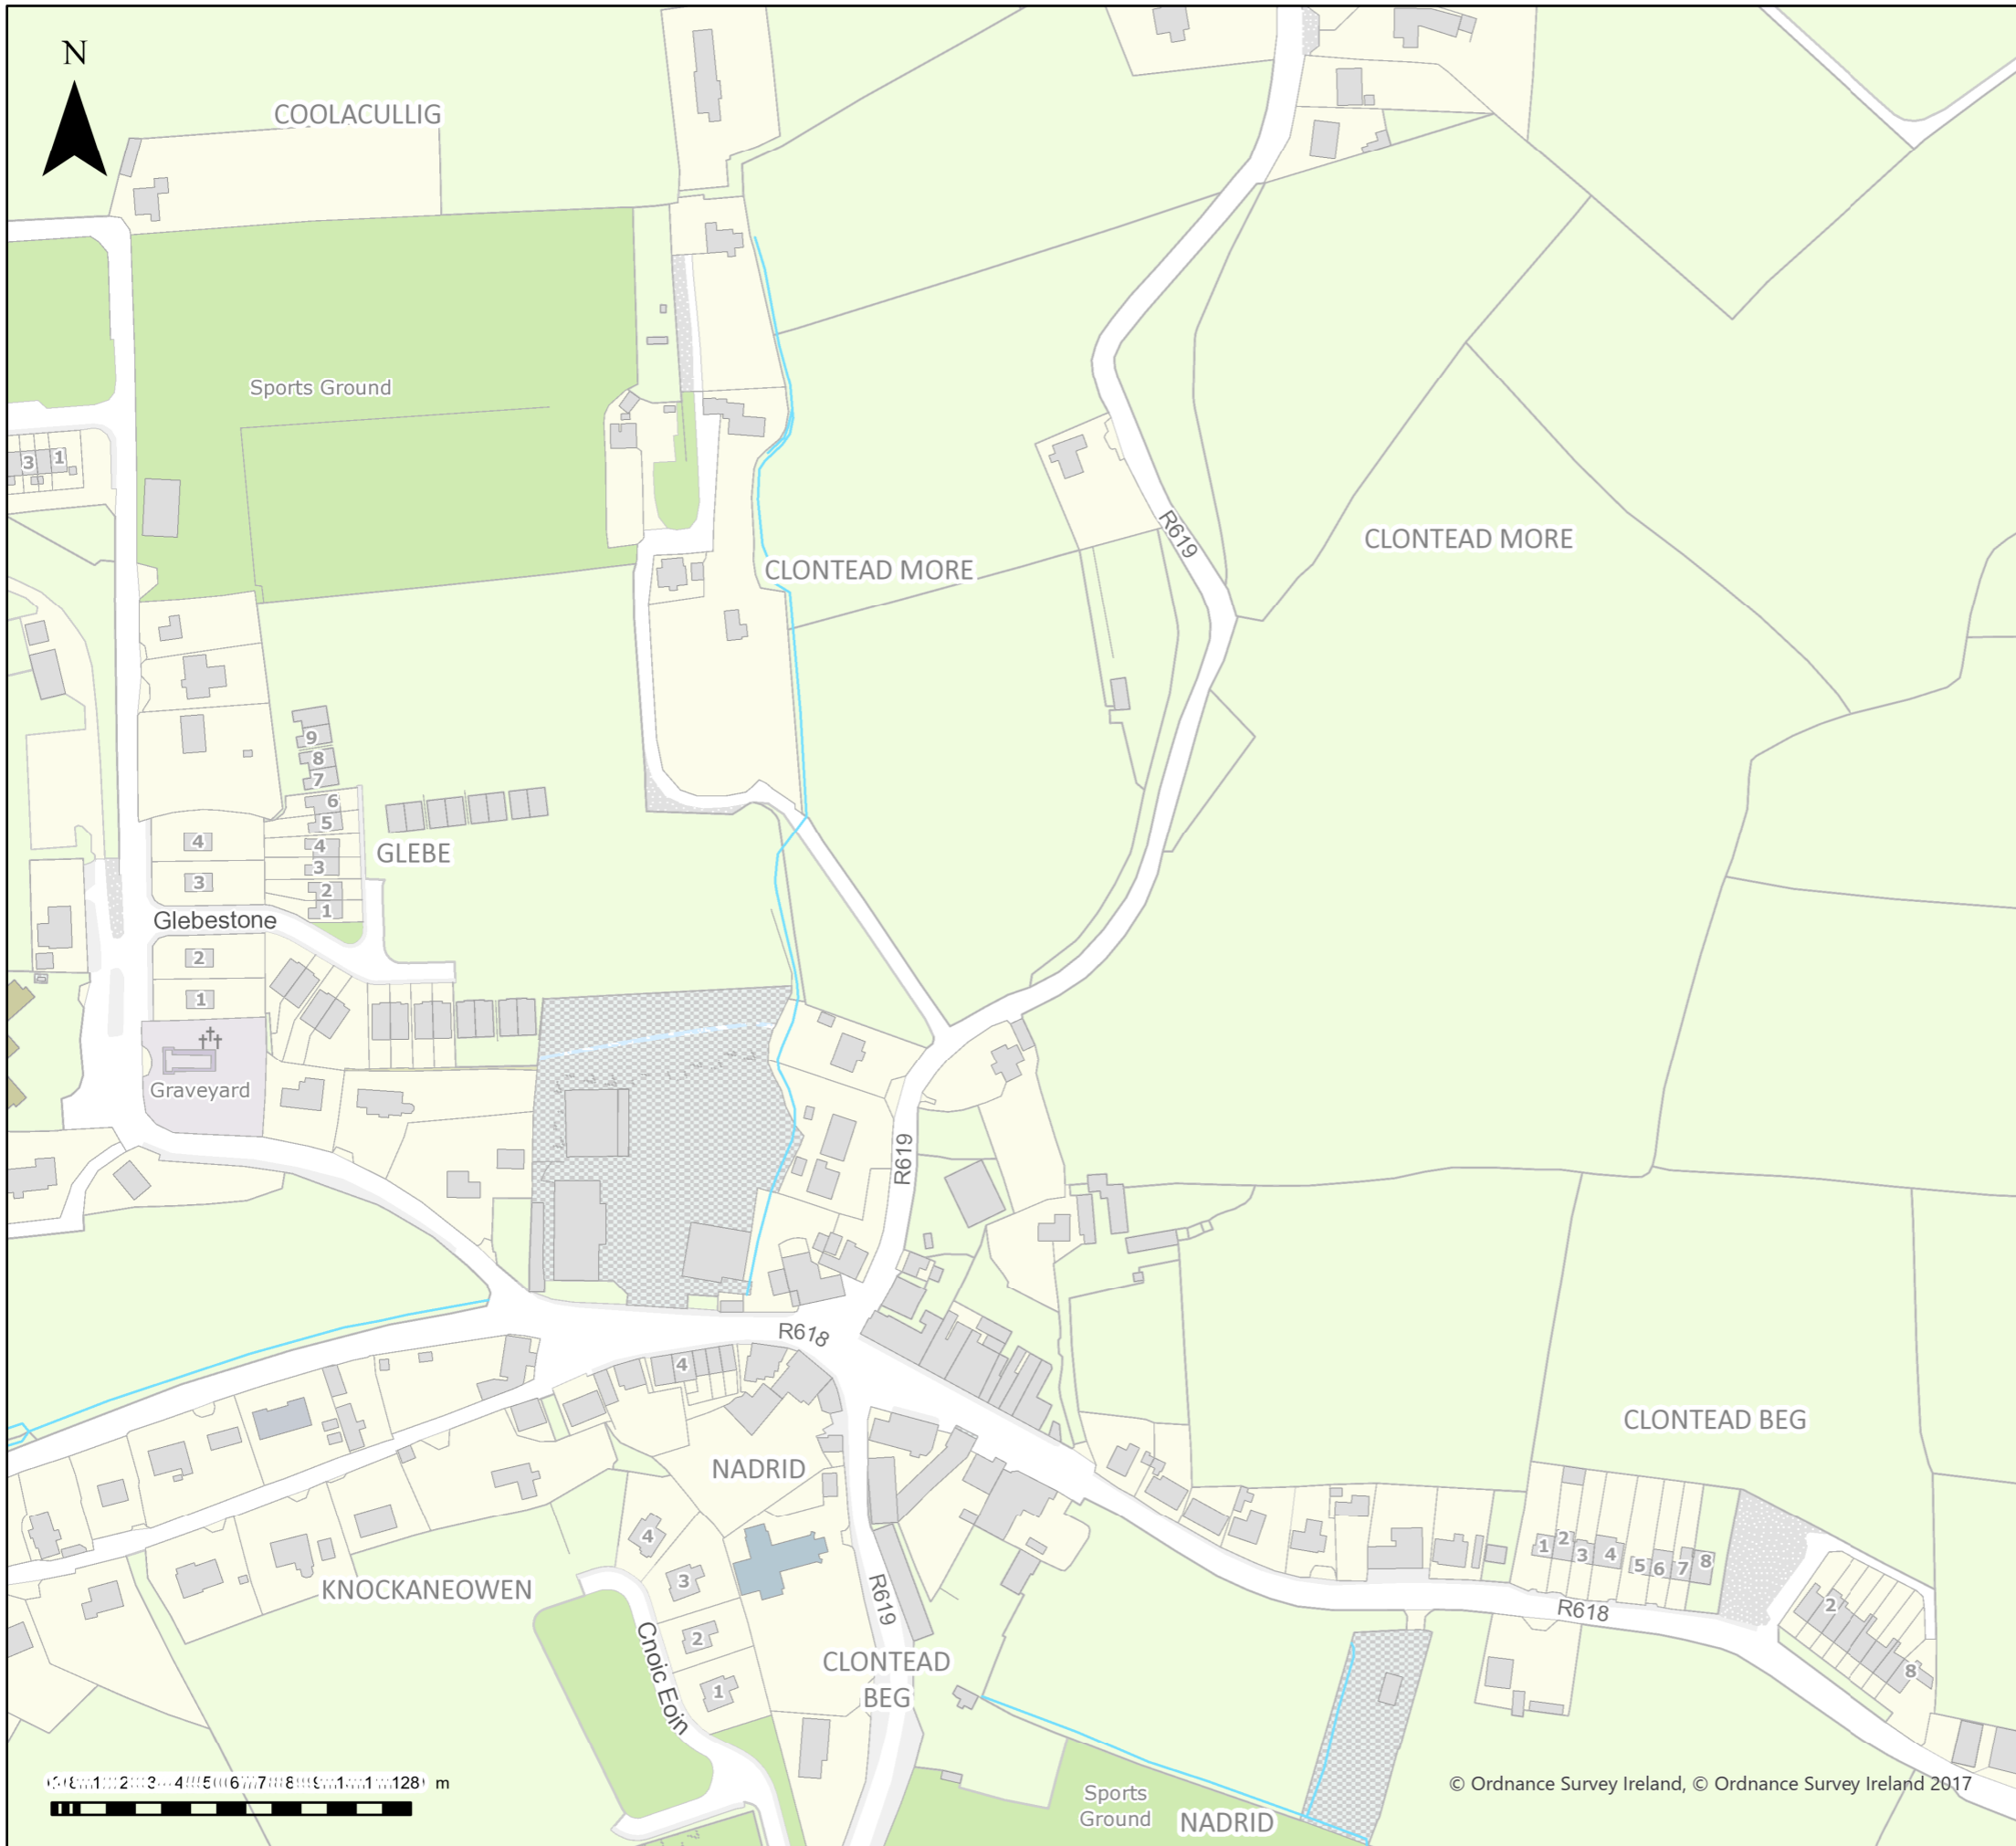 N
COOLACULLIG
Sports Ground
3
1
R619
CLONTEAD MORE
CLONTEAD MORE
9
8
7
6
5
4
3
2
1
4
3
GLEBE
Glebestone
2
1
Graveyard
R619
R618
4
CLONTEAD BEG
NADRID
4
3
2
1
KNOCKANEOWEN
Cnoic Eoin
R619
CLONTEAD
BEG
1
2
3
4
5
6
7
8
R618
2
8
m
Sports
Ground
NADRID
© Ordnance Survey Ireland, © Ordnance Survey Ireland 2017